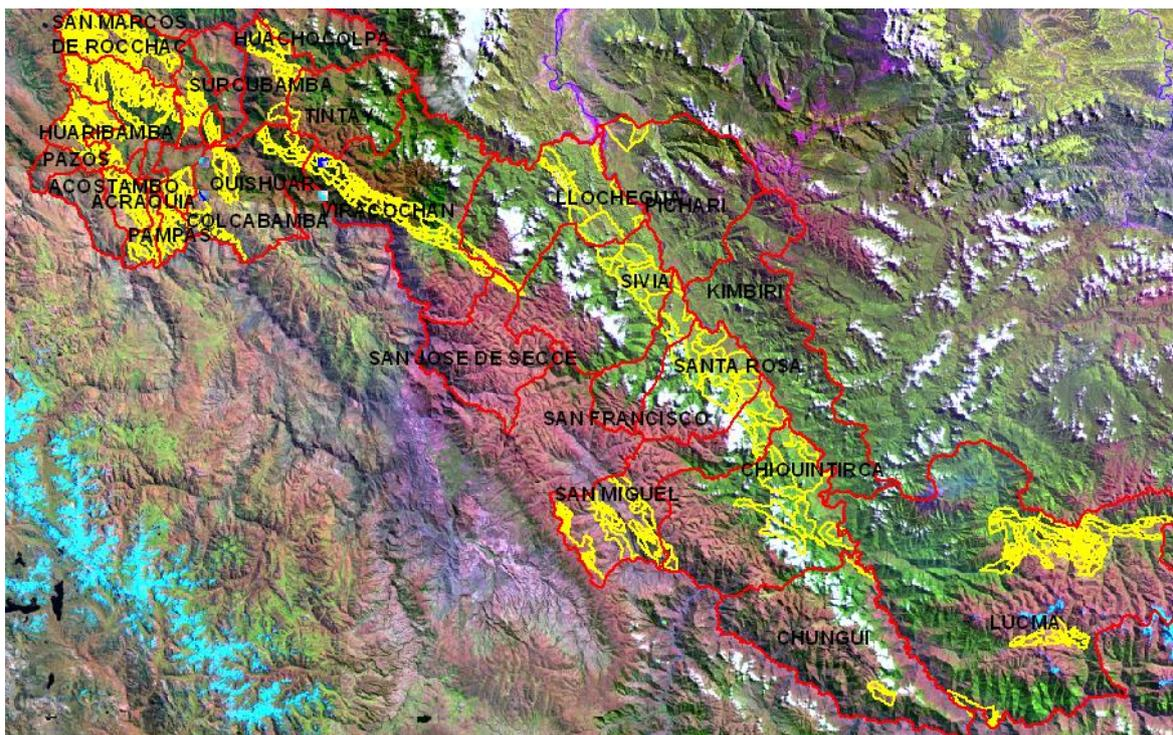 SAN MARCOS
DE ROCCHAC
HUACHOCOLPA
SURCUBAMBA
TINTAY
HUARIBAMBA
PAZOS
ACOSTAMBO
QUISHUAR
ACRAQUIA
VIRACOCHAN
COLCABAMBA
PAMPAS
LLOCHEGUA
PICHARI
SIVIA
KIMBIRI
SAN JOSE DE SECCE
SANTA ROSA
SAN FRANCISCO
CHIQUINTIRCA
SAN MIGUEL
LUCMA
CHUNGUI